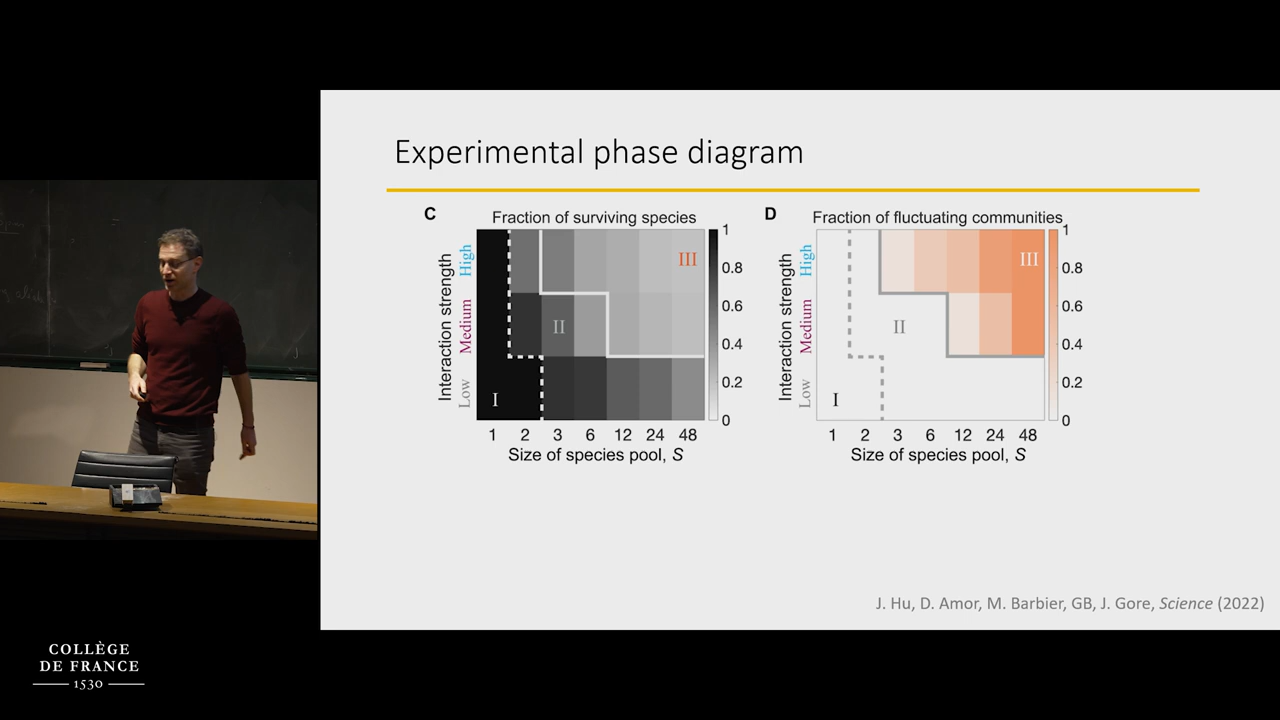 Experimental phase diagram
C
Fraction of surviving species
Interaction strength
High
Medium
Low
I
II
III
1
0.8
0.6
0.4
0.2
0
1 2 3 6 12 24 48
Size of species pool, S
D
Fraction of fluctuating communities
Interaction strength
High
Medium
Low
I
II
III
1
0.8
0.6
0.4
0.2
0
1 2 3 6 12 24 48
Size of species pool, S
J. Hu, D. Amor, M. Barbier, GB, J. Gore, Science (2022)
COLLÈGE
DE FRANCE
1530